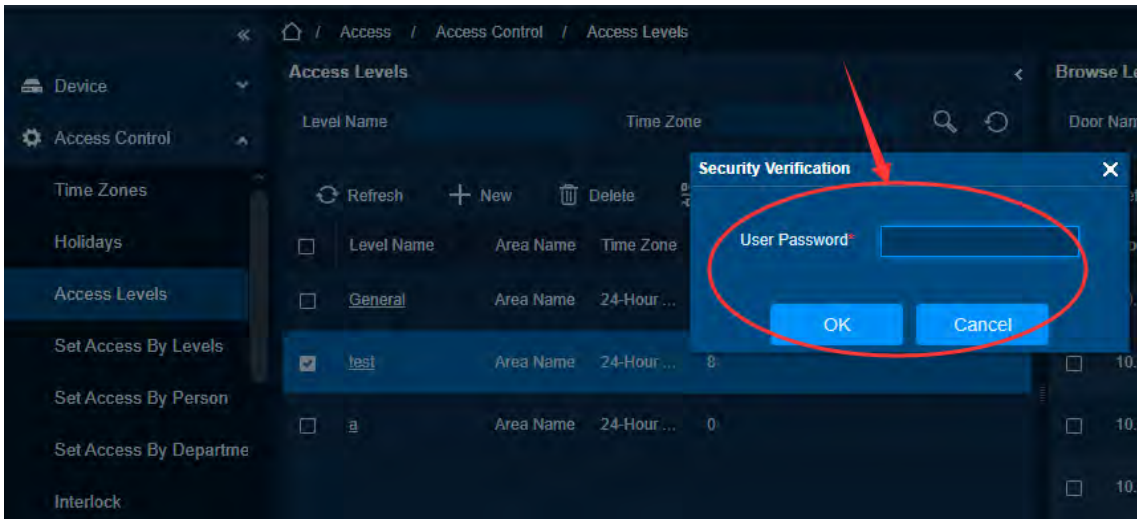 Access / Access Control / Access Levels
Device
Access Control
Time Zones
Holidays
Access Levels
Set Access By Levels
Set Access By Person
Set Access By Departme
Interlock
Access Levels
Level Name Time Zone
Refresh New Delete
Level Name Area Name Time Zone
General Area Name 24-Hour ...
test Area Name 24-Hour ... 8
a Area Name 24-Hour ... 0
Security Verification
User Password*
OK Cancel
Browse Le
Door Nam
10.
10.
10.